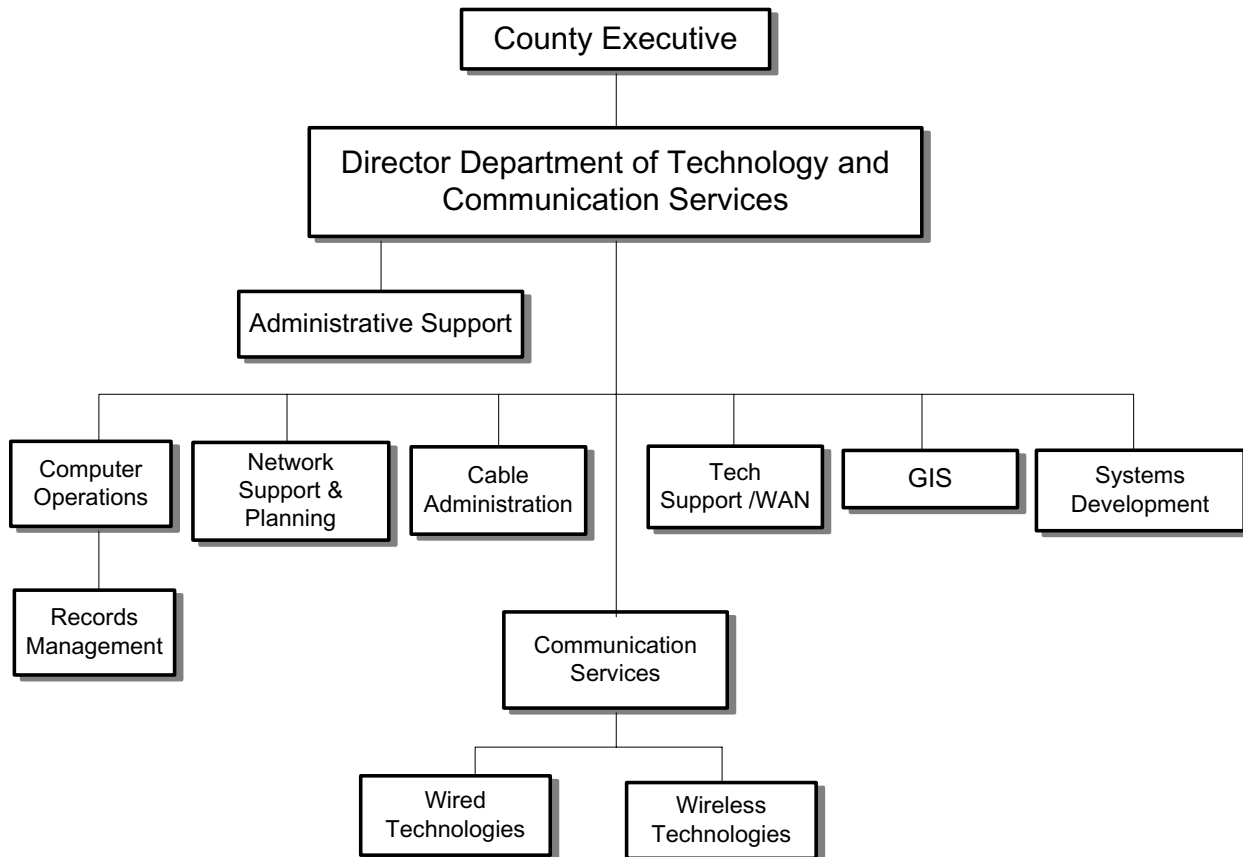 County Executive
Director Department of Technology and
Communication Services
Administrative Support
Computer
Operations
Network
Support &
Planning
Cable
Administration
Tech
Support /WAN
GIS
Systems
Development
Records
Management
Communication
Services
Wired
Technologies
Wireless
Technologies